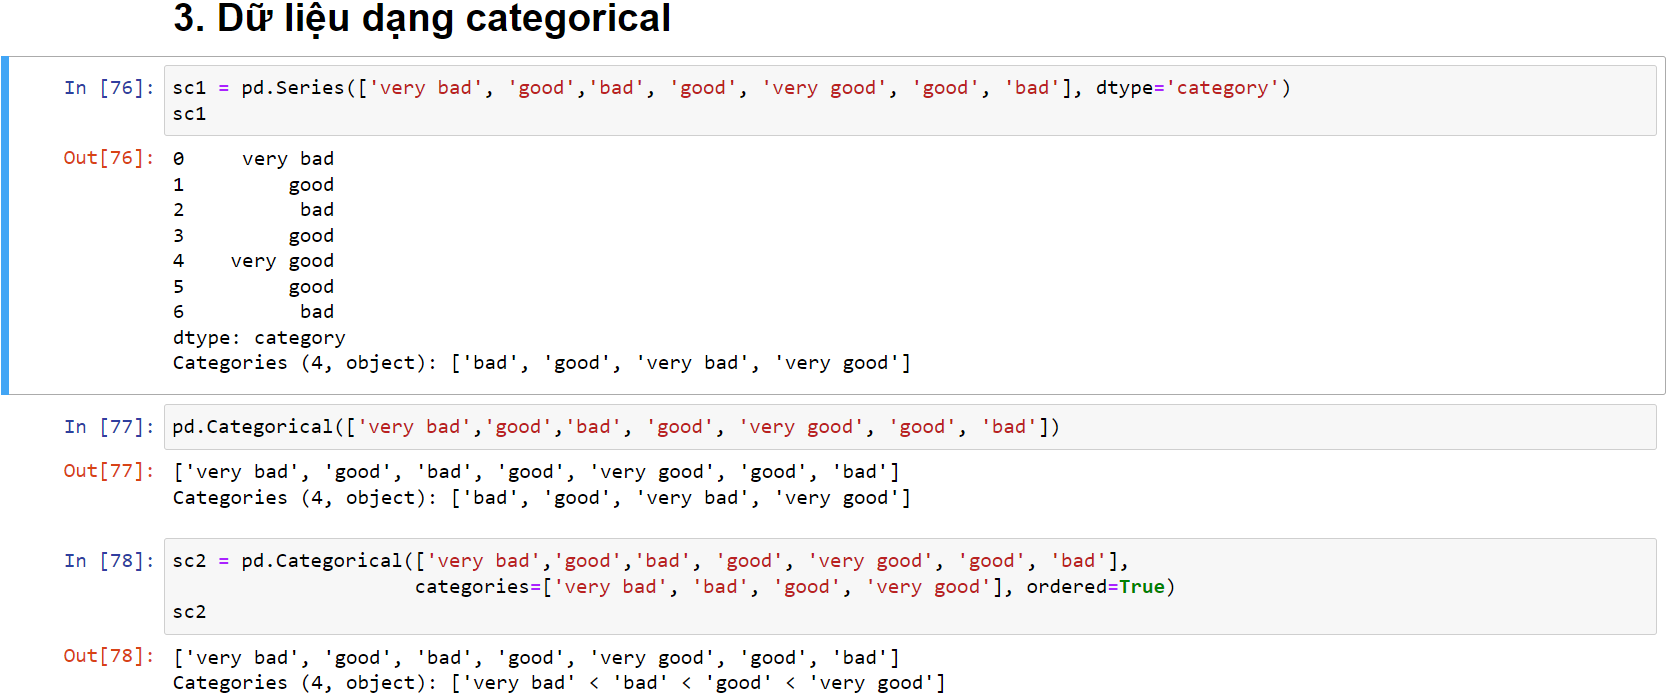 3. Dữ liệu dạng categorical
In [76]: sc1 = pd.Series(['very bad', 'good','bad', 'good', 'very good', 'good', 'bad'], dtype='category')
sc1
Out[76]: 0     very bad
1         good
2          bad
3         good
4    very good
5         good
6          bad
dtype: category
Categories (4, object): ['bad', 'good', 'very bad', 'very good']
In [77]: pd.Categorical(['very bad','good','bad', 'good', 'very good', 'good', 'bad'])
Out[77]: ['very bad', 'good', 'bad', 'good', 'very good', 'good', 'bad']
Categories (4, object): ['bad', 'good', 'very bad', 'very good']
In [78]: sc2 = pd.Categorical(['very bad','good','bad', 'good', 'very good', 'good', 'bad'],
categories=['very bad', 'bad', 'good', 'very good'], ordered=True)
sc2
Out[78]: ['very bad', 'good', 'bad', 'good', 'very good', 'good', 'bad']
Categories (4, object): ['very bad' < 'bad' < 'good' < 'very good']